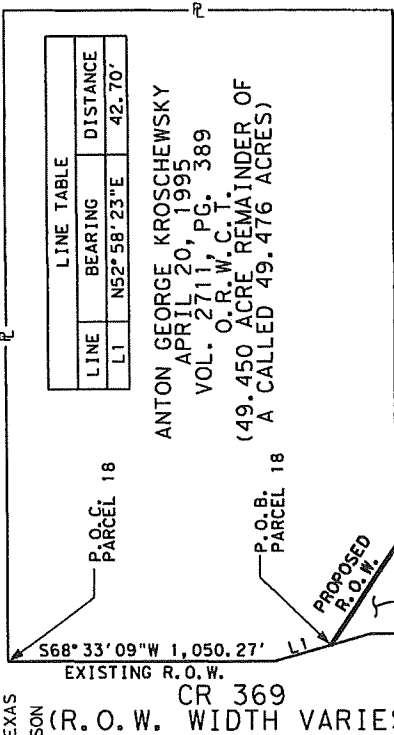 ℄
℄
LINE TABLE
LINE BEARING DISTANCE
L1 N52°58'23"E 42.70'
ANTON GEORGE KROSCHEWSKY
APRIL 20, 1995
VOL. 2711, PG. 389
O.R.W.C.T.
(49.450 ACRE REMAINDER OF
A CALLED 49.476 ACRES)
P.O.C.
PARCEL 18
P.O.B.
PARCEL 18
PROPOSED
R.O.W.
S68°33'09"W 1,050.27'
L1
EXISTING R.O.W.
CR 369
(R.O.W. WIDTH VARIES
EXAS
SON